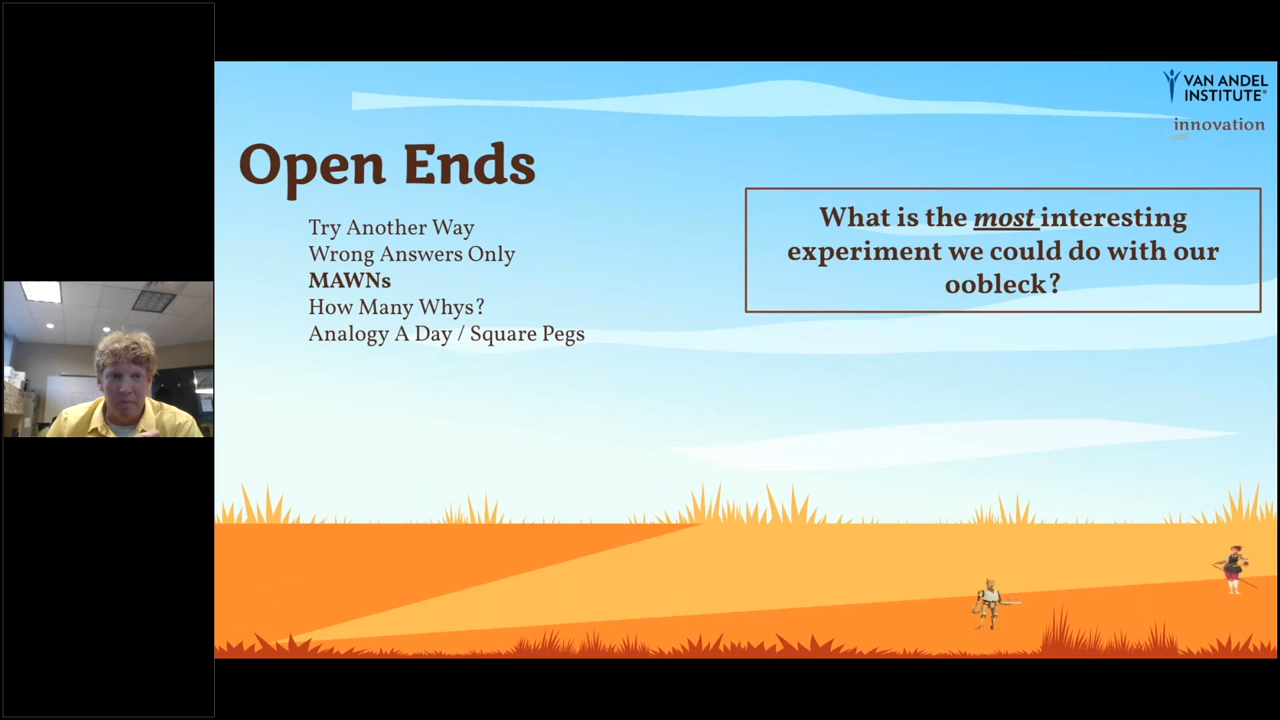 VAN ANDEL
INSTITUTE®
innovation
Open Ends
Try Another Way
Wrong Answers Only
MAWNs
How Many Whys?
Analogy A Day / Square Pegs
What is the most interesting
experiment we could do with our
oobleck?